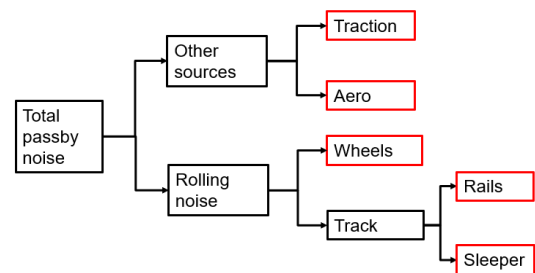 Total
passby
noise
Other
sources
Traction
Aero
Rolling
noise
Wheels
Track
Rails
Sleeper